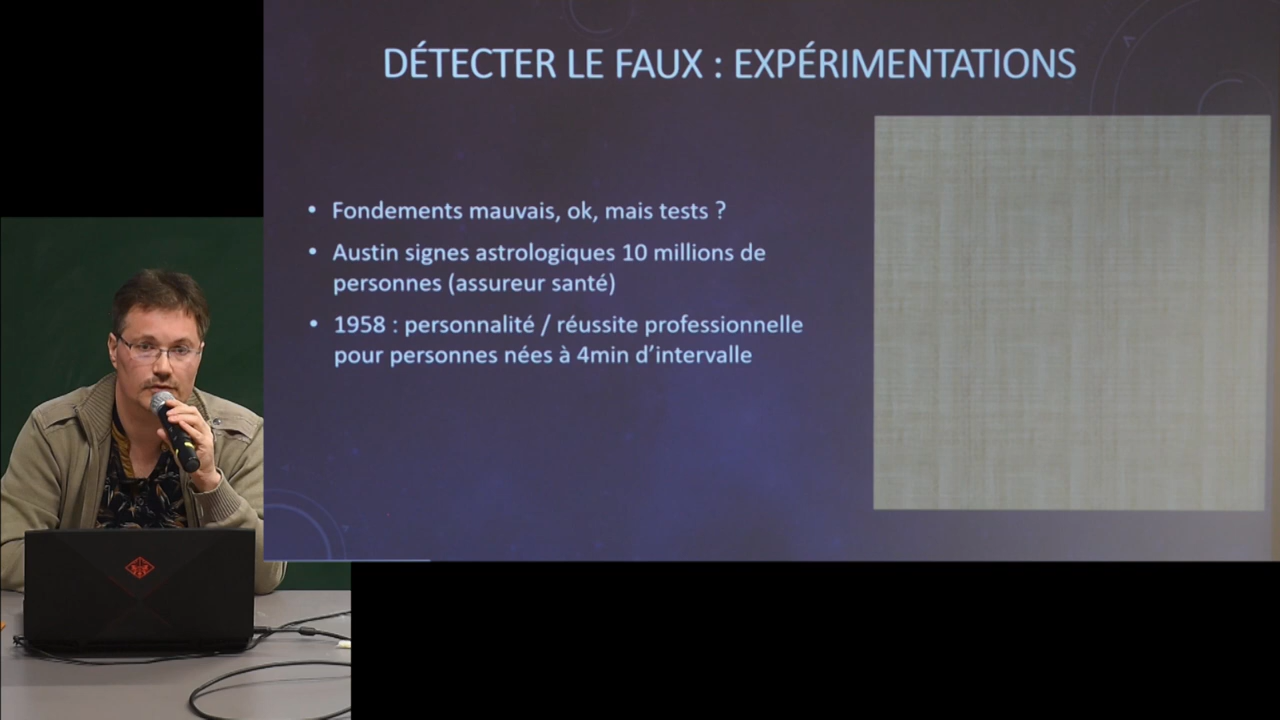 DÉTECTER LE FAUX : EXPÉRIMENTATIONS
• Fondements mauvais, ok, mais tests ?
• Austin signes astrologiques 10 millions de
personnes (assureur santé)
• 1958 : personnalité / réussite professionnelle
pour personnes nées à 4min d’intervalle